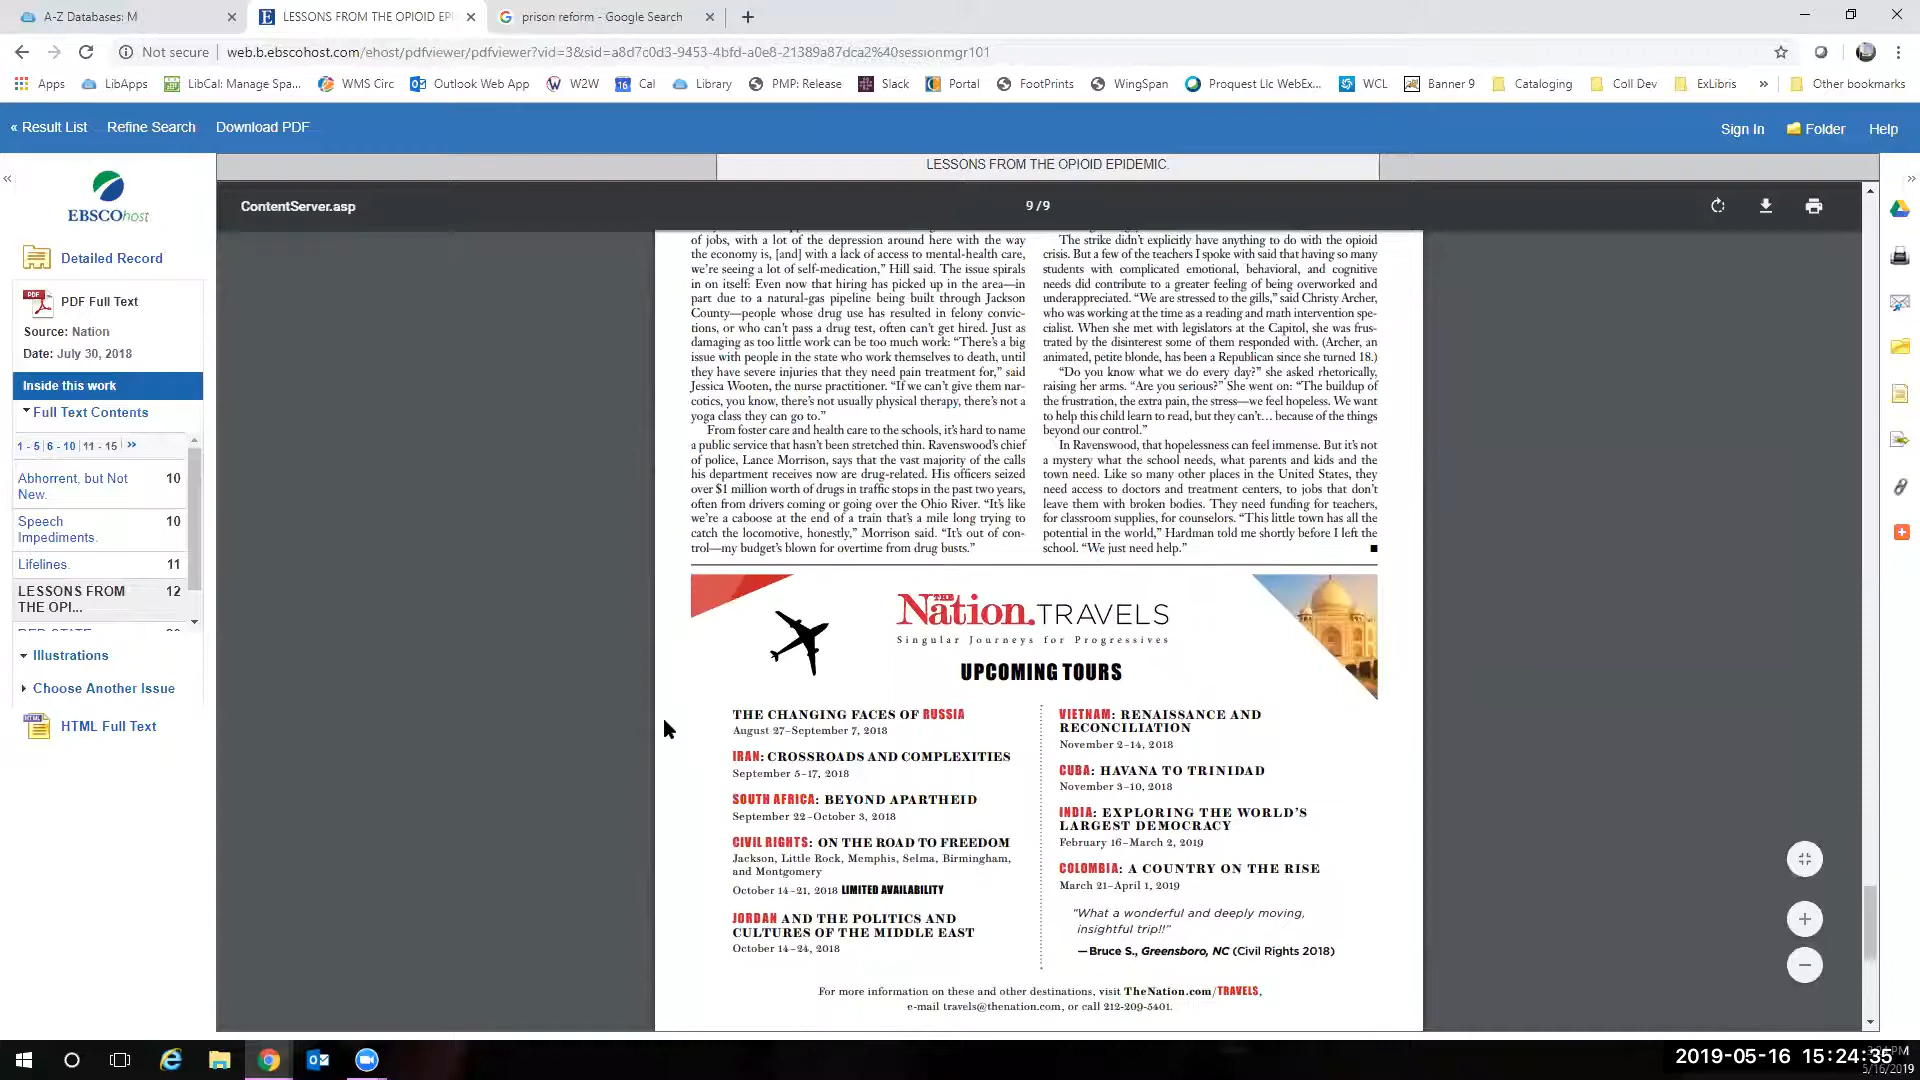 A-Z Databases: M
LESSONS FROM THE OPIOID EPI
prison reform - Google Search
Not secure
web.b.ebscohost.com/ehost/pdfviewer/pdfviewer?vid=3&sid=a8d7c0d3-9453-4bfd-a0e8-21389a87dca2%40sessionmgr101
Apps
LibApps
LibCal: Manage Spa...
WMS Circ
Outlook Web App
W2W
16 Cal
Library
PMP: Release
Slack
Portal
FootPrints
WingSpan
Proquest Llc WebEx...
WCL
Banner 9
Cataloging
Coll Dev
ExLibris
»
Other bookmarks
« Result List
Refine Search
Download PDF
Sign In
Folder
Help
LESSONS FROM THE OPIOID EPIDEMIC.
«
»
EBSCOhost
Detailed Record
PDF
PDF Full Text
Source: Nation
Date: July 30, 2018
Inside this work
Full Text Contents
1 - 5 | 6 - 10 | 11 - 15 | »
Abhorrent, but Not 10
New.
Speech 10
Impediments.
Lifelines. 11
LESSONS FROM 12
THE OPI...
Illustrations
Choose Another Issue
HTML
HTML Full Text
ContentServer.asp
9 / 9
of jobs, with a lot of the depression around here with the way
the economy is, [and] with a lack of access to mental-health care,
we’re seeing a lot of self-medication,” Hill said. The issue spirals
in on itself: Even now that hiring has picked up in the area—in
part due to a natural-gas pipeline being built through Jackson
County—people whose drug use has resulted in felony convic-
tions, or who can’t pass a drug test, often can’t get hired. Just as
damaging as too little work can be too much work: “There’s a big
issue with people in the state who work themselves to death, until
they have severe injuries that they need pain treatment for,” said
Jessica Wooten, the nurse practitioner. “If we can’t give them nar-
cotics, you know, there’s not usually physical therapy, there’s not a
yoga class they can go to.”
From foster care and health care to the schools, it’s hard to name
a public service that hasn’t been stretched thin. Ravenswood’s chief
of police, Lance Morrison, says that the vast majority of the calls
his department receives now are drug-related. His officers seized
over $1 million worth of drugs in traffic stops in the past two years,
often from drivers coming or going over the Ohio River. “It’s like
we’re a caboose at the end of a train that’s a mile long trying to
catch the locomotive, honestly,” Morrison said. “It’s out of con-
trol—my budget’s blown for overtime from drug busts.”
The strike didn’t explicitly have anything to do with the opioid
crisis. But a few of the teachers I spoke with said that having so many
students with complicated emotional, behavioral, and cognitive
needs did contribute to a greater feeling of being overworked and
underappreciated. “We are stressed to the gills,” said Christy Archer,
who was working at the time as a reading and math intervention spe-
cialist. When she met with legislators at the Capitol, she was frus-
trated by the disinterest some of them responded with. (Archer, an
animated, petite blonde, has been a Republican since she turned 18.)
“Do you know what we do every day?” she asked rhetorically,
raising her arms. “Are you serious?” She went on: “The buildup of
the frustration, the extra pain, the stress—we feel hopeless. We want
to help this child learn to read, but they can’t… because of the things
beyond our control.”
In Ravenswood, that hopelessness can feel immense. But it’s not
a mystery what the school needs, what parents and kids and the
town need. Like so many other places in the United States, they
need access to doctors and treatment centers, to jobs that don’t
leave them with broken bodies. They need funding for teachers,
for classroom supplies, for counselors. “This little town has all the
potential in the world,” Hardman told me shortly before I left the
school. “We just need help.”
THE Nation. TRAVELS
Singular Journeys for Progressives
UPCOMING TOURS
THE CHANGING FACES OF RUSSIA
August 27–September 7, 2018
IRAN: CROSSROADS AND COMPLEXITIES
September 5–17, 2018
SOUTH AFRICA: BEYOND APARTHEID
September 22–October 3, 2018
CIVIL RIGHTS: ON THE ROAD TO FREEDOM
Jackson, Little Rock, Memphis, Selma, Birmingham,
and Montgomery
October 14–21, 2018 LIMITED AVAILABILITY
JORDAN AND THE POLITICS AND
CULTURES OF THE MIDDLE EAST
October 14–24, 2018
VIETNAM: RENAISSANCE AND
RECONCILIATION
November 2–14, 2018
CUBA: HAVANA TO TRINIDAD
November 3–10, 2018
INDIA: EXPLORING THE WORLD’S
LARGEST DEMOCRACY
February 16–March 2, 2019
COLOMBIA: A COUNTRY ON THE RISE
March 21–April 1, 2019
“What a wonderful and deeply moving,
insightful trip!!”
—Bruce S., Greensboro, NC (Civil Rights 2018)
For more information on these and other destinations, visit TheNation.com/TRAVELS,
e-mail travels@thenation.com, or call 212-209-5401.
2019-05-16 15:24:35
5/16/2019